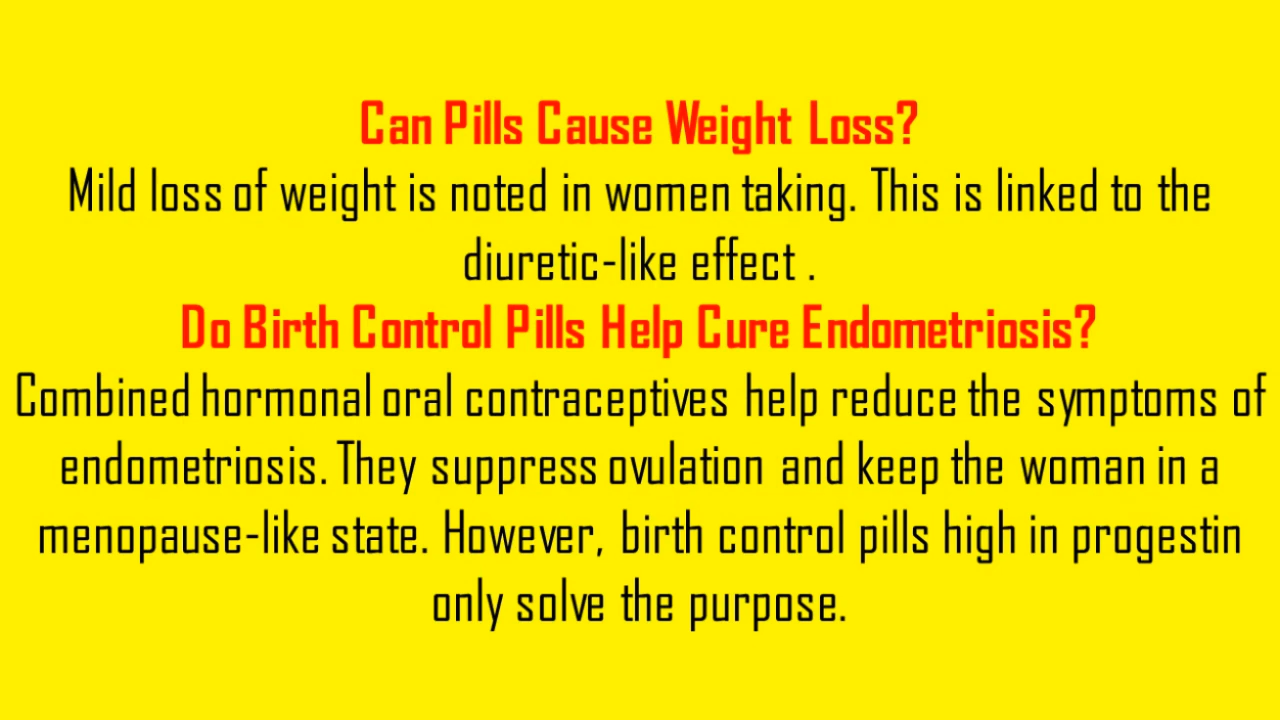 Can Pills Cause Weight Loss?
Mild loss of weight is noted in women taking. This is linked to the
diuretic-like effect .
Do Birth Control Pills Help Cure Endometriosis?
Combined hormonal oral contraceptives help reduce the symptoms of
endometriosis. They suppress ovulation and keep the woman in a
menopause-like state. However, birth control pills high in progestin
only solve the purpose.